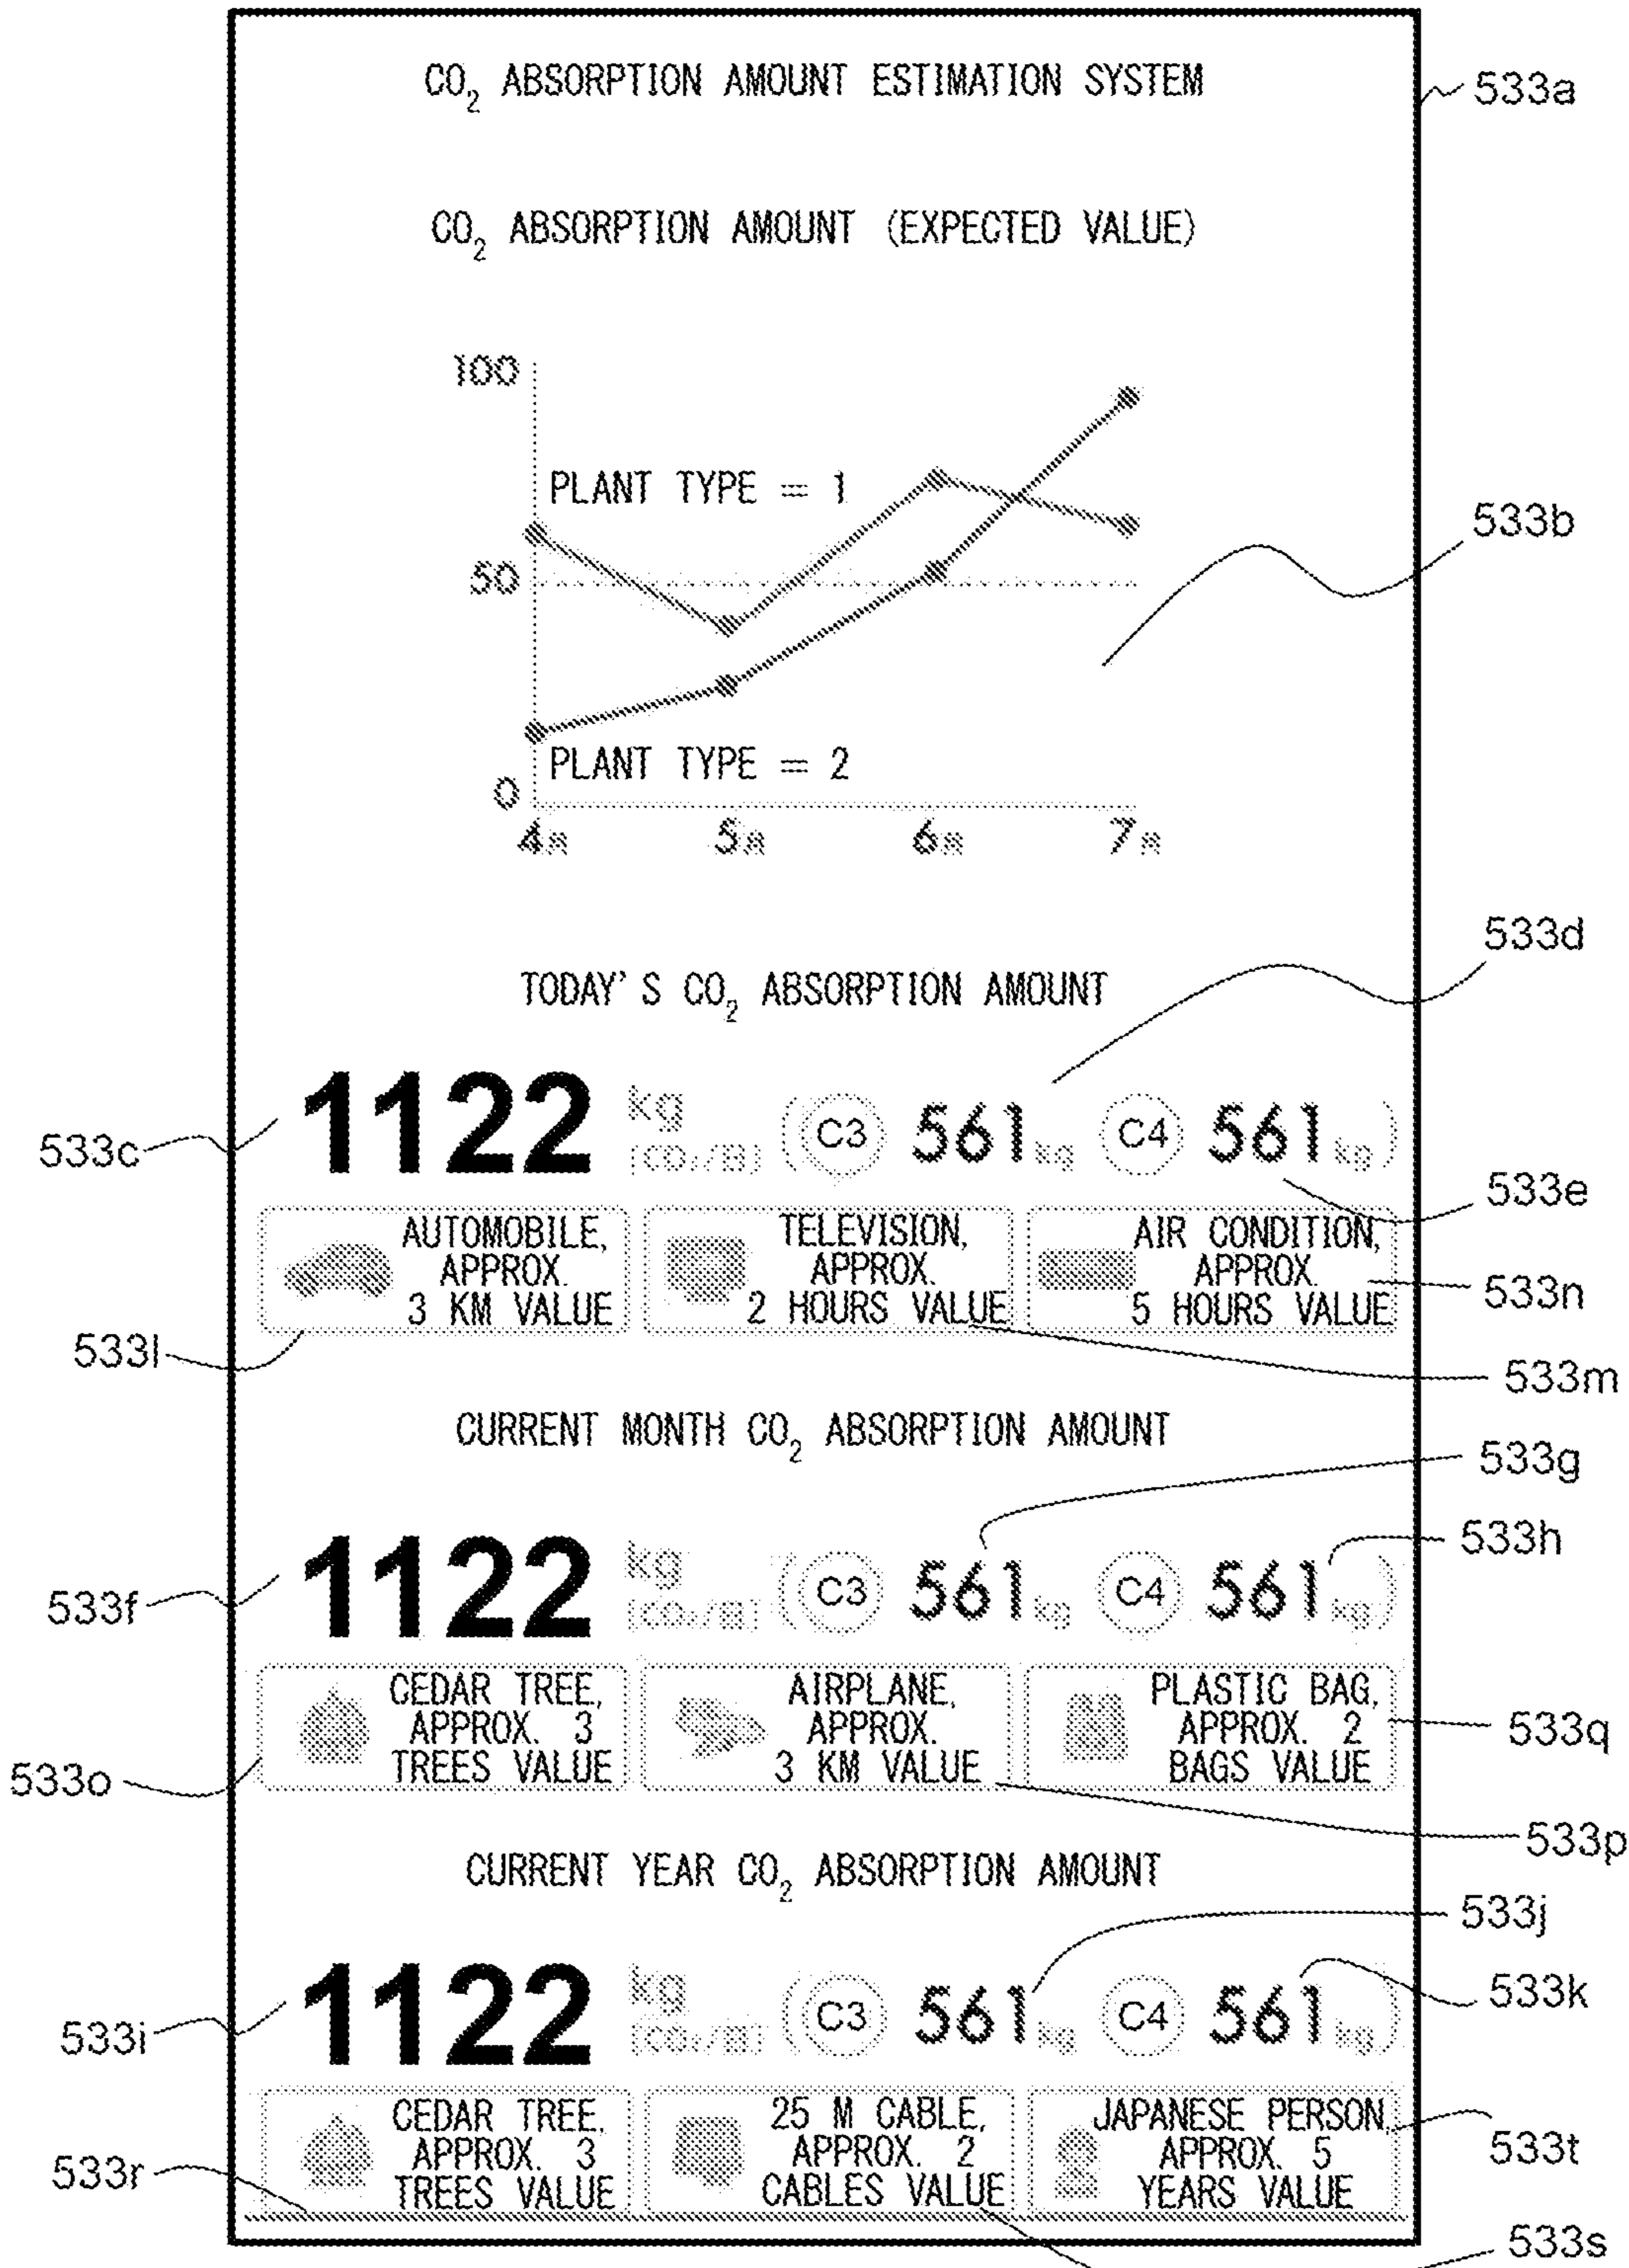 CO₂ ABSORPTION AMOUNT ESTIMATION SYSTEM
533a
CO₂ ABSORPTION AMOUNT (EXPECTED VALUE)
100
PLANT TYPE = 1
533b
50
PLANT TYPE = 2
0
4月 5月 6月 7月
533d
TODAY'S CO₂ ABSORPTION AMOUNT
533c 1122 kg (C3 561 kg C4 561 kg)
533e
AUTOMOBILE, APPROX. 3 KM VALUE
TELEVISION, APPROX. 2 HOURS VALUE
AIR CONDITION, APPROX. 5 HOURS VALUE
533n
533l
533m
CURRENT MONTH CO₂ ABSORPTION AMOUNT
533g
533h
533f 1122 kg (C3 561 kg C4 561 kg)
CEDAR TREE, APPROX. 3 TREES VALUE
AIRPLANE, APPROX. 3 KM VALUE
PLASTIC BAG, APPROX. 2 BAGS VALUE
533q
533o
533p
CURRENT YEAR CO₂ ABSORPTION AMOUNT
533j
533k
533i 1122 kg (C3 561 kg C4 561 kg)
CEDAR TREE, APPROX. 3 TREES VALUE
25 M CABLE, APPROX. 2 CABLES VALUE
JAPANESE PERSON, APPROX. 5 YEARS VALUE
533t
533r
533s